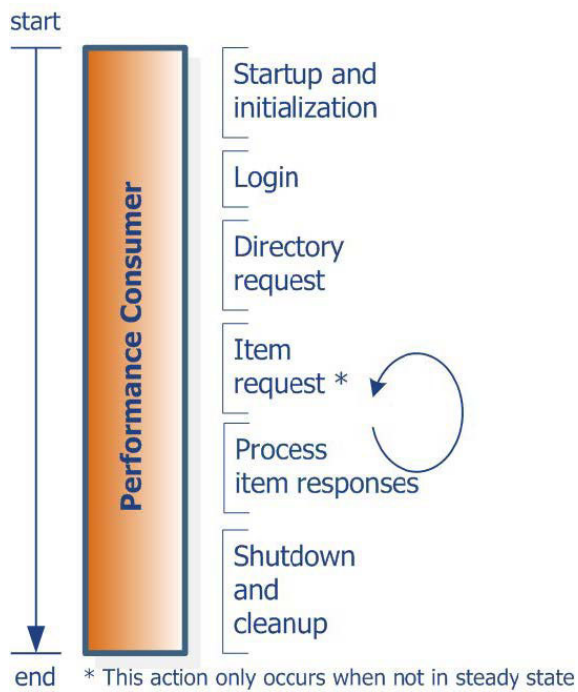 start
Startup and
initialization
Login
Directory
request
Performance Consumer
Item
request *
Process
item responses
Shutdown
and
cleanup
end
* This action only occurs when not in steady state